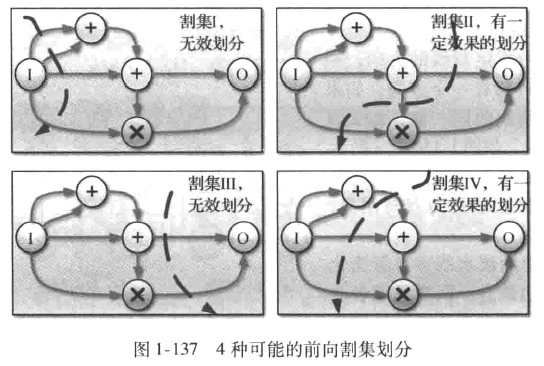 割集I,
无效划分
+
I
+
O
×
割集II, 有一
定效果的划分
+
I
+
O
×
割集III,
无效划分
+
I
+
O
×
割集IV, 有一
定效果的划分
+
I
+
O
×
图 1-137 4 种可能的前向割集划分